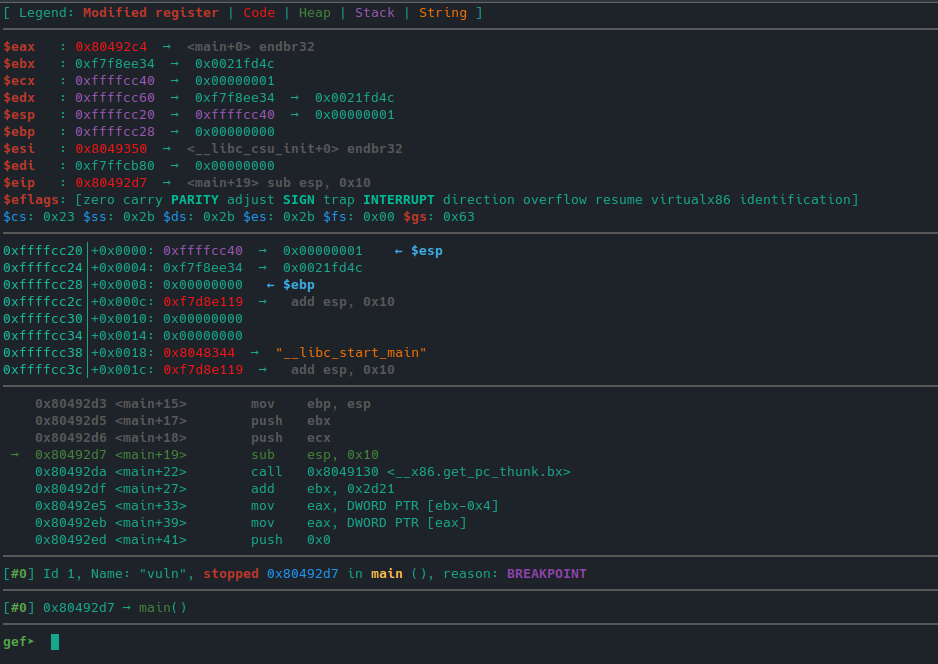 [ Legend: Modified register | Code | Heap | Stack | String ]
$eax   : 0x80492c4  →  <main+0> endbr32
$ebx   : 0xf7f8ee34  →  0x0021fd4c
$ecx   : 0xffffcc40  →  0x00000001
$edx   : 0xffffcc60  →  0xf7f8ee34  →  0x0021fd4c
$esp   : 0xffffcc20  →  0xffffcc40  →  0x00000001
$ebp   : 0xffffcc28  →  0x00000000
$esi   : 0x8049350  →  <__libc_csu_init+0> endbr32
$edi   : 0xf7ffcb80  →  0x00000000
$eip   : 0x80492d7  →  <main+19> sub esp, 0x10
$eflags: [zero carry PARITY adjust SIGN trap INTERRUPT direction overflow resume virtualx86 identification]
$cs: 0x23 $ss: 0x2b $ds: 0x2b $es: 0x2b $fs: 0x00 $gs: 0x63
0xffffcc20│+0x0000: 0xffffcc40  →  0x00000001    ← $esp
0xffffcc24│+0x0004: 0xf7f8ee34  →  0x0021fd4c
0xffffcc28│+0x0008: 0x00000000   ← $ebp
0xffffcc2c│+0x000c: 0xf7d8e119  →   add esp, 0x10
0xffffcc30│+0x0010: 0x00000000
0xffffcc34│+0x0014: 0x00000000
0xffffcc38│+0x0018: 0x8048344  →  "__libc_start_main"
0xffffcc3c│+0x001c: 0xf7d8e119  →   add esp, 0x10
0x80492d3 <main+15>        mov    ebp, esp
0x80492d5 <main+17>        push   ebx
0x80492d6 <main+18>        push   ecx
→  0x80492d7 <main+19>        sub    esp, 0x10
0x80492da <main+22>        call   0x8049130 <__x86.get_pc_thunk.bx>
0x80492df <main+27>        add    ebx, 0x2d21
0x80492e5 <main+33>        mov    eax, DWORD PTR [ebx-0x4]
0x80492eb <main+39>        mov    eax, DWORD PTR [eax]
0x80492ed <main+41>        push   0x0
[#0] Id 1, Name: "vuln", stopped 0x80492d7 in main (), reason: BREAKPOINT
[#0] 0x80492d7 → main()
gef➤